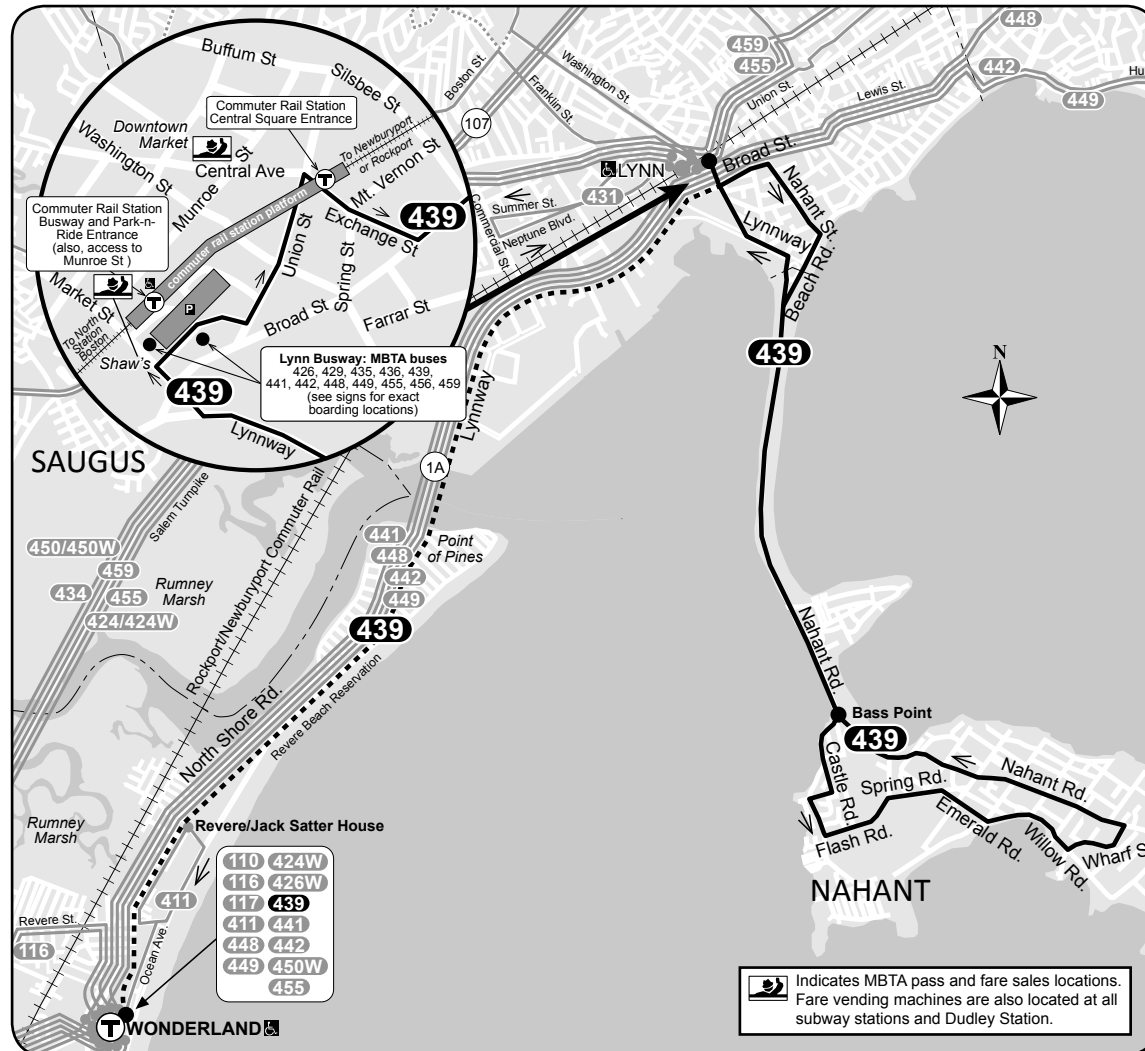 Buffum St
Silsbee St
Boston St.
Franklin St.
Washington St.
459
455
Union St.
Lewis St.
448
442
449
Hu
107
Commuter Rail Station
Central Square Entrance
Downtown
Market
Washington St
Munroe St
Central Ave
To Newburyport
or Rockport
Mt. Vernon St
Exchange St
439
Commuter Rail Station
Busway and Park-n-
Ride Entrance
(also, access to
Munroe St )
commuter rail station platform
Union St
Spring St
Broad St
Farrar St
Market St
To North
Station
Boston
P
Shaw's
439
Lynnway
Lynn Busway: MBTA buses
426, 429, 435, 436, 439,
441, 442, 448, 449, 455, 456, 459
(see signs for exact
boarding locations)
LYNN
Broad St.
431
Summer St.
Neptune Blvd.
Commercial St.
Nahant St.
Lynnway
Beach Rd.
439
N
SAUGUS
Salem Turnpike
Lynnway
1A
450/450W
459
434
455
424/424W
Rumney
Marsh
Rockport/Newburyport Commuter Rail
441
448
442
449
Point
of Pines
439
North Shore Rd.
Revere Beach Reservation
Nahant Rd.
Bass Point
439
Castle Rd.
Spring Rd.
Nahant Rd.
Flash Rd.
Emerald Rd.
Willow Rd.
Wharf S
NAHANT
Rumney
Marsh
Revere/Jack Satter House
110 424W
116 426W
117 439
411 441
448 442
449 450W
455
411
Revere St.
116
Ocean Ave.
T WONDERLAND
Indicates MBTA pass and fare sales locations.
Fare vending machines are also located at all
subway stations and Dudley Station.